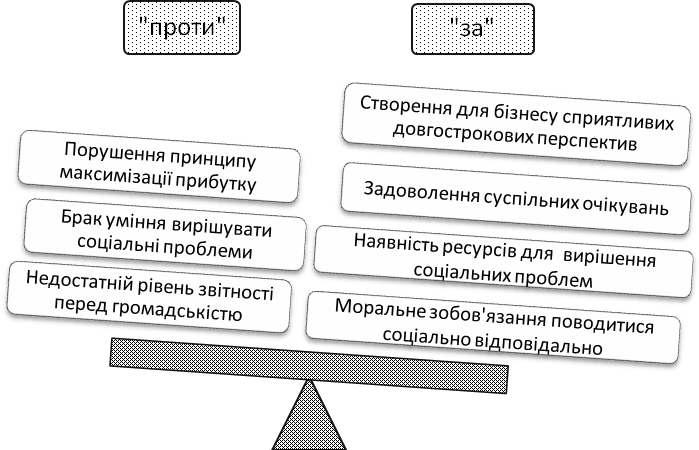 "проти"
"за"
Порушення принципу
максимізації прибутку
Брак уміння вирішувати
соціальні проблеми
Недостатній рівень звітності
перед громадськістю
Створення для бізнесу сприятливих
довгострокових перспектив
Задоволення суспільних очікувань
Наявність ресурсів для вирішення
соціальних проблем
Моральне зобов'язання поводитися
соціально відповідально